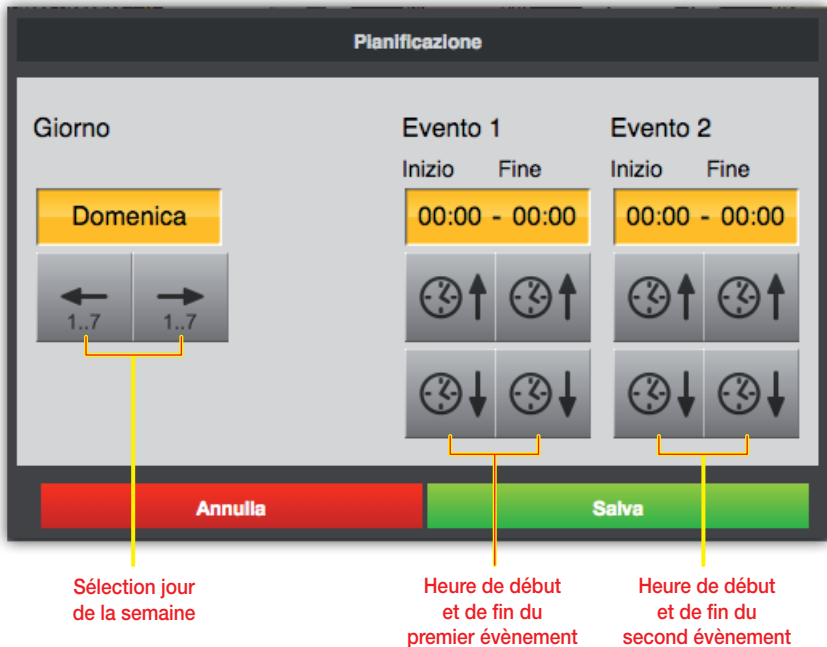 Pianificazione
Giorno
Evento 1
Evento 2
Inizio Fine
Inizio Fine
Domenica
00:00 - 00:00
00:00 - 00:00
1..7
1..7
Annulla
Salva
Sélection jour
de la semaine
Heure de début
et de fin du
premier évènement
Heure de début
et de fin du
second évènement